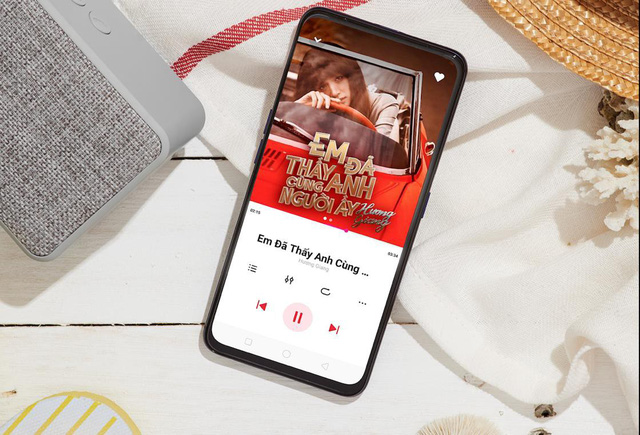 EM ĐÃ
THẤY ANH
CÙNG
NGƯỜI ẤY
Hương
Giang
02:15
03:34
Em Đã Thấy Anh Cùng ...
Hương Giang